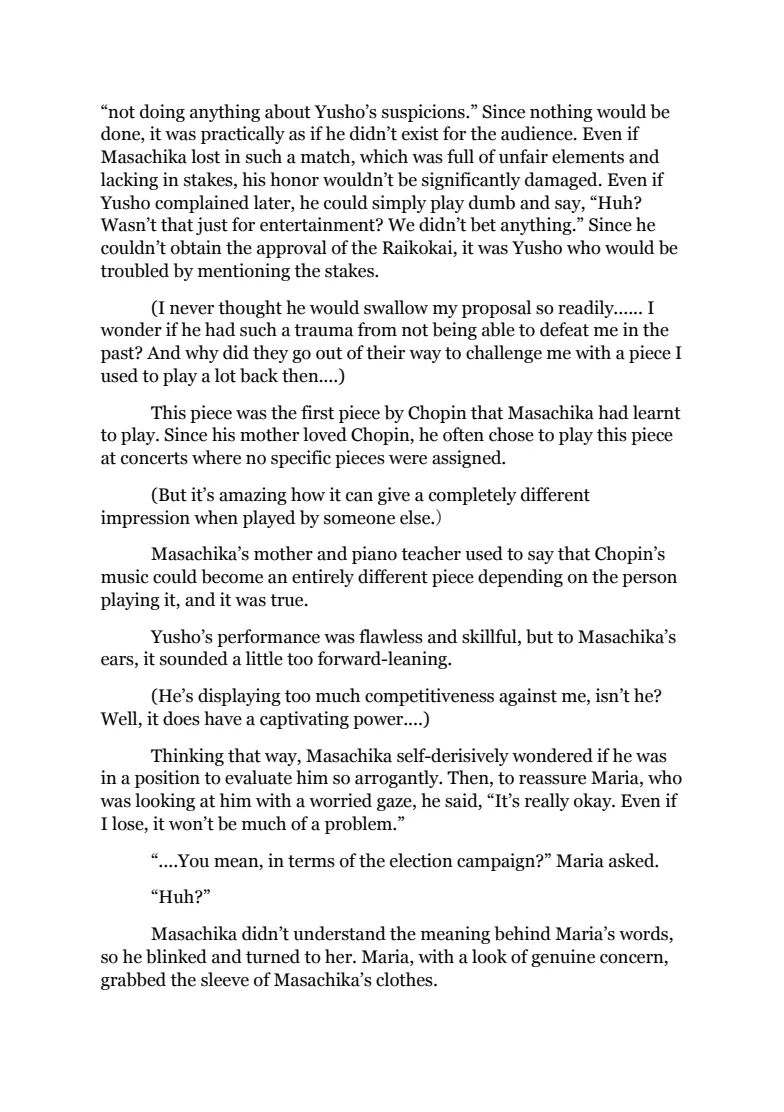 “not doing anything about Yusho’s suspicions.” Since nothing would be
done, it was practically as if he didn’t exist for the audience. Even if
Masachika lost in such a match, which was full of unfair elements and
lacking in stakes, his honor wouldn’t be significantly damaged. Even if
Yusho complained later, he could simply play dumb and say, “Huh?
Wasn’t that just for entertainment? We didn’t bet anything.” Since he
couldn’t obtain the approval of the Raikokai, it was Yusho who would be
troubled by mentioning the stakes.
(I never thought he would swallow my proposal so readily...... I
wonder if he had such a trauma from not being able to defeat me in the
past? And why did they go out of their way to challenge me with a piece I
used to play a lot back then....)
This piece was the first piece by Chopin that Masachika had learnt
to play. Since his mother loved Chopin, he often chose to play this piece
at concerts where no specific pieces were assigned.
(But it’s amazing how it can give a completely different
impression when played by someone else.）
Masachika’s mother and piano teacher used to say that Chopin’s
music could become an entirely different piece depending on the person
playing it, and it was true.
Yusho’s performance was flawless and skillful, but to Masachika’s
ears, it sounded a little too forward-leaning.
(He’s displaying too much competitiveness against me, isn’t he?
Well, it does have a captivating power....)
Thinking that way, Masachika self-derisively wondered if he was
in a position to evaluate him so arrogantly. Then, to reassure Maria, who
was looking at him with a worried gaze, he said, “It’s really okay. Even if
I lose, it won’t be much of a problem.”
“....You mean, in terms of the election campaign?” Maria asked.
“Huh?”
Masachika didn’t understand the meaning behind Maria’s words,
so he blinked and turned to her. Maria, with a look of genuine concern,
grabbed the sleeve of Masachika’s clothes.